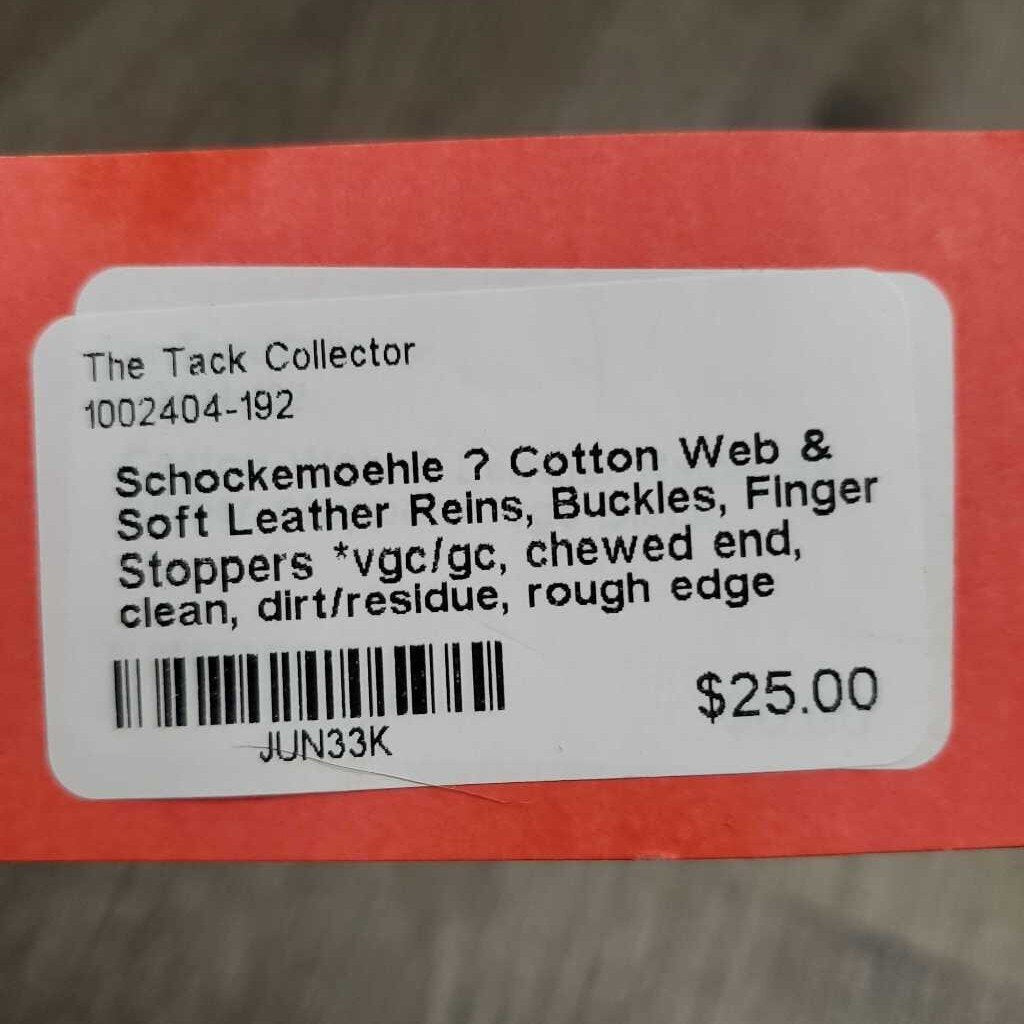 The Tack Collector
1002404-192
Schockemoehle ? Cotton Web &
Soft Leather Reins, Buckles, Finger
Stoppers *vgc/gc, chewed end,
clean, dirt/residue, rough edge
$25.00
JUN33K